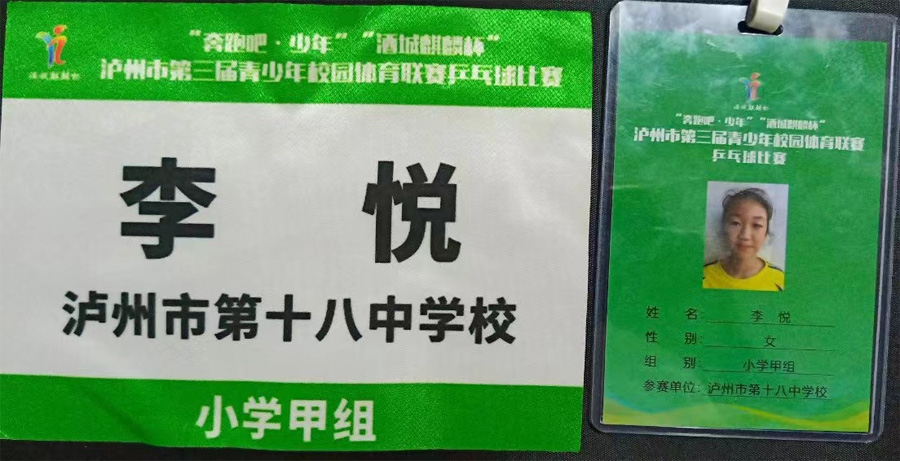 "奔跑吧·少年""酒城麒麟杯"
泸州市第三届青少年校园体育联赛乒乓球比赛
李 悦
泸州市第十八中学校
小学甲组
"奔跑吧·少年""酒城麒麟杯"
泸州市第三届青少年校园体育联赛
乒乓球比赛
姓 名: 李 悦
性 别: 女
组 别: 小学甲组
参赛单位: 泸州市第十八中学校